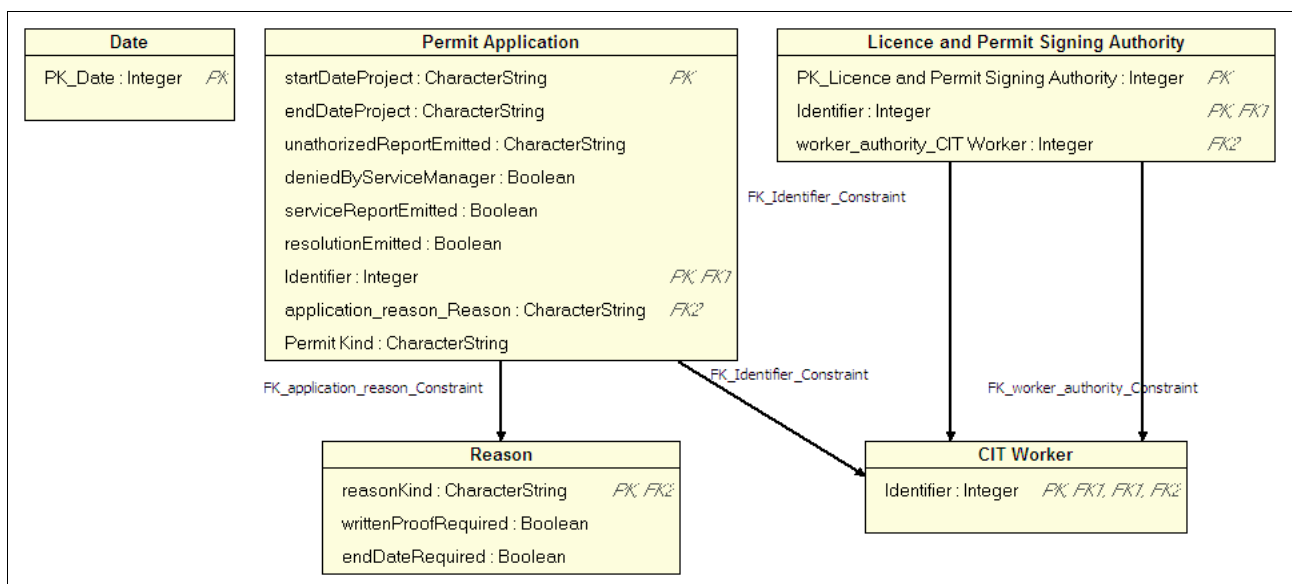 Date
PK_Date : Integer PK
Permit Application
startDateProject : CharacterString PK
endDateProject : CharacterString
unathorizedReportEmitted : CharacterString
deniedByServiceManager : Boolean
serviceReportEmitted : Boolean
resolutionEmitted : Boolean
Identifier : Integer PK, FK1
application_reason_Reason : CharacterString FK2
Permit Kind : CharacterString
Licence and Permit Signing Authority
PK_Licence and Permit Signing Authority : Integer PK
Identifier : Integer PK, FK1
worker_authority_CIT Worker : Integer FK2
FK_Identifier_Constraint
FK_Identifier_Constraint
FK_application_reason_Constraint
FK_worker_authority_Constraint
Reason
reasonKind : CharacterString PK, FK2
writtenProofRequired : Boolean
endDateRequired : Boolean
CIT Worker
Identifier : Integer PK, FK1, FK1, FK2